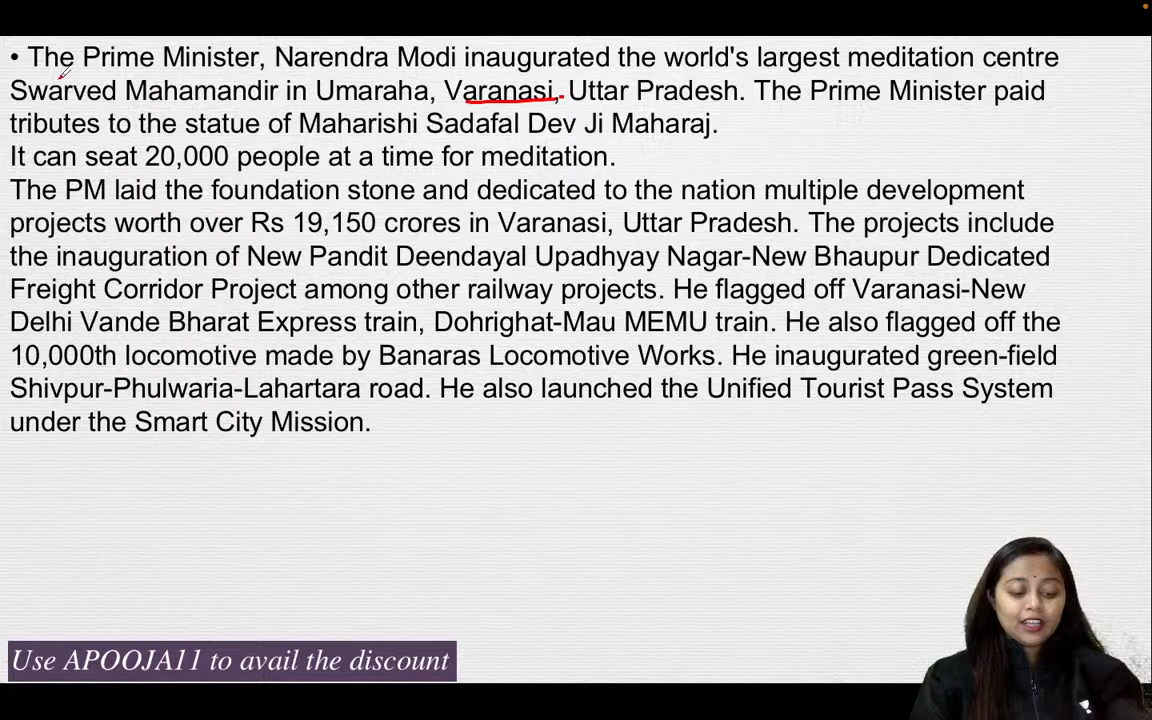 • The Prime Minister, Narendra Modi inaugurated the world's largest meditation centre
Swarved Mahamandir in Umaraha, Varanasi, Uttar Pradesh. The Prime Minister paid
tributes to the statue of Maharishi Sadafal Dev Ji Maharaj.
It can seat 20,000 people at a time for meditation.
The PM laid the foundation stone and dedicated to the nation multiple development
projects worth over Rs 19,150 crores in Varanasi, Uttar Pradesh. The projects include
the inauguration of New Pandit Deendayal Upadhyay Nagar-New Bhaupur Dedicated
Freight Corridor Project among other railway projects. He flagged off Varanasi-New
Delhi Vande Bharat Express train, Dohrighat-Mau MEMU train. He also flagged off the
10,000th locomotive made by Banaras Locomotive Works. He inaugurated green-field
Shivpur-Phulwaria-Lahartara road. He also launched the Unified Tourist Pass System
under the Smart City Mission.
Use APOOJA11 to avail the discount